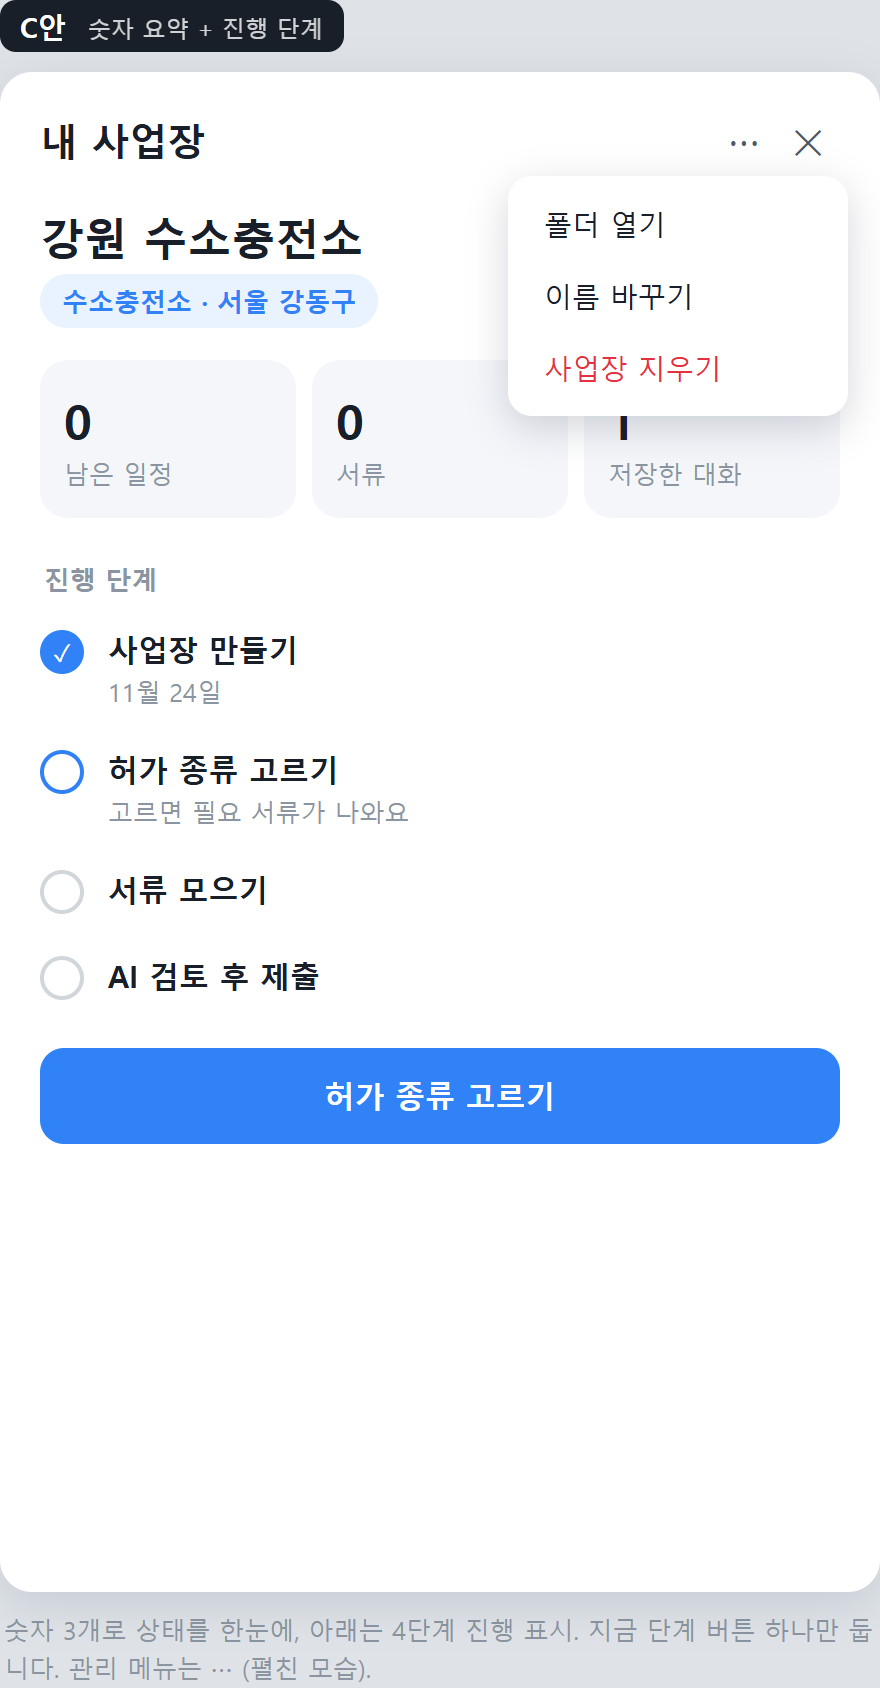 C안 숫자 요약 + 진행 단계
내 사업장
··· ×
강원 수소충전소
수소충전소 · 서울 강동구
폴더 열기
이름 바꾸기
사업장 지우기
0
남은 일정
0
서류
저장한 대화
진행 단계
✓ 사업장 만들기
11월 24일
허가 종류 고르기
고르면 필요 서류가 나와요
서류 모으기
AI 검토 후 제출
허가 종류 고르기
숫자 3개로 상태를 한눈에, 아래는 4단계 진행 표시. 지금 단계 버튼 하나만 둡
니다. 관리 메뉴는 ··· (펼친 모습).